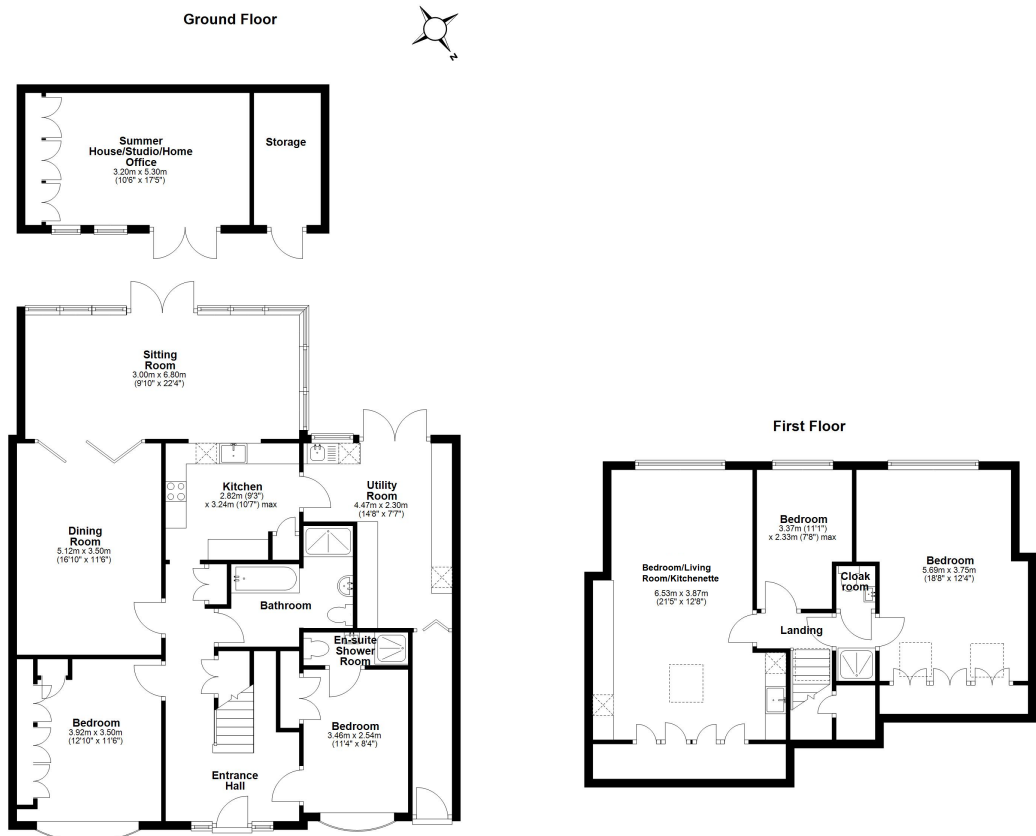 Ground Floor
N
Summer
House/Studio/Home
Office
3.20m x 5.30m
(10'6" x 17'5")
Storage
Sitting
Room
3.00m x 6.80m
(9'10" x 22'4")
Kitchen
2.82m (9'3")
x 3.24m (10'7") max
Utility
Room
4.47m x 2.30m
(14'8" x 7'7")
Dining
Room
5.12m x 3.50m
(16'10" x 11'6")
Bathroom
En-suite
Shower
Room
Bedroom
3.92m x 3.50m
(12'10" x 11'6")
Bedroom
3.46m x 2.54m
(11'4" x 8'4")
Entrance
Hall
First Floor
Bedroom
3.37m (11'1")
x 2.33m (7'8") max
Bedroom/Living
Room/Kitchenette
6.53m x 3.87m
(21'5" x 12'8")
Bedroom
5.69m x 3.75m
(18'8" x 12'4")
Cloak
room
Landing